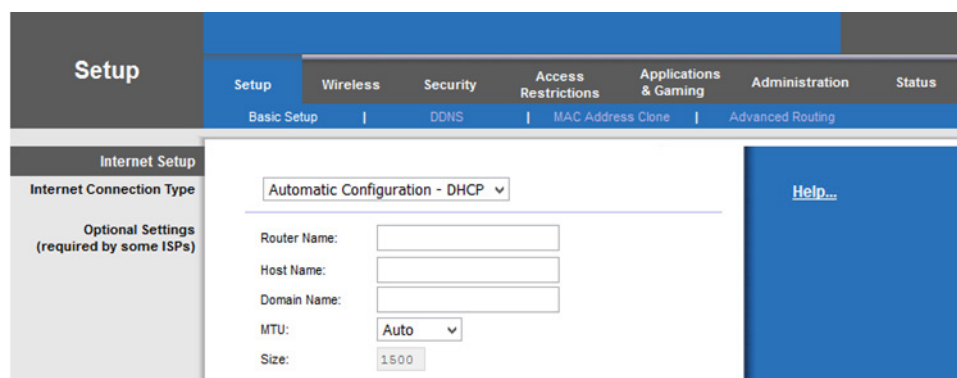 Setup
Setup Wireless Security Access Restrictions Applications & Gaming Administration Status
Basic Setup | DDNS | MAC Address Clone | Advanced Routing
Internet Setup
Internet Connection Type
Automatic Configuration - DHCP
Help...
Optional Settings
(required by some ISPs)
Router Name:
Host Name:
Domain Name:
MTU: Auto
Size: 1500